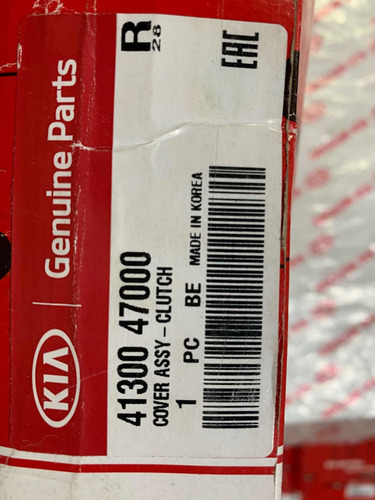 KIA Genuine Parts
R
28
41300 47000
COVER ASSY-CLUTCH
1 PC BE MADE IN KOREA
EAC